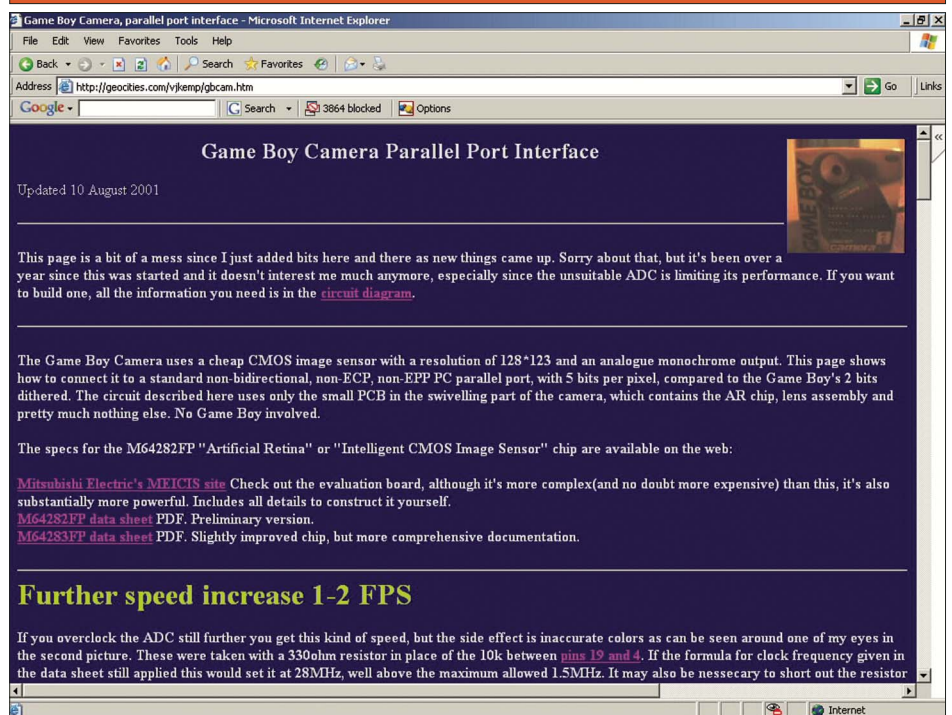 Game Boy Camera, parallel port interface - Microsoft Internet Explorer
File Edit View Favorites Tools Help
Back Search Favorites
Address http://geocities.com/vjkemp/gbcam.htm Go Links
Google Search 3864 blocked Options
Game Boy Camera Parallel Port Interface
GAME BOY
camera
Updated 10 August 2001
This page is a bit of a mess since I just added bits here and there as new things came up. Sorry about that, but it's been over a
year since this was started and it doesn't interest me much anymore, especially since the unsuitable ADC is limiting its performance. If you want
to build one, all the information you need is in the circuit diagram.
The Game Boy Camera uses a cheap CMOS image sensor with a resolution of 128*123 and an analogue monochrome output. This page shows
how to connect it to a standard non-bidirectional, non-ECP, non-EPP PC parallel port, with 5 bits per pixel, compared to the Game Boy's 2 bits
dithered. The circuit described here uses only the small PCB in the swivelling part of the camera, which contains the AR chip, lens assembly and
pretty much nothing else. No Game Boy involved.
The specs for the M64282FP "Artificial Retina" or "Intelligent CMOS Image Sensor" chip are available on the web:
Mitsubishi Electric's MEICIS site Check out the evaluation board, although it's more complex(and no doubt more expensive) than this, it's also
substantially more powerful. Includes all details to construct it yourself.
M64282FP data sheet PDF. Preliminary version.
M64283FP data sheet PDF. Slightly improved chip, but more comprehensive documentation.
Further speed increase 1-2 FPS
If you overclock the ADC still further you get this kind of speed, but the side effect is inaccurate colors as can be seen around one of my eyes in
the second picture. These were taken with a 330ohm resistor in place of the 10k between pins 19 and 4. If the formula for clock frequency given in
the data sheet still applied this would set it at 28MHz, well above the maximum allowed 1.5MHz. It may also be nessecary to short out the resistor
Internet